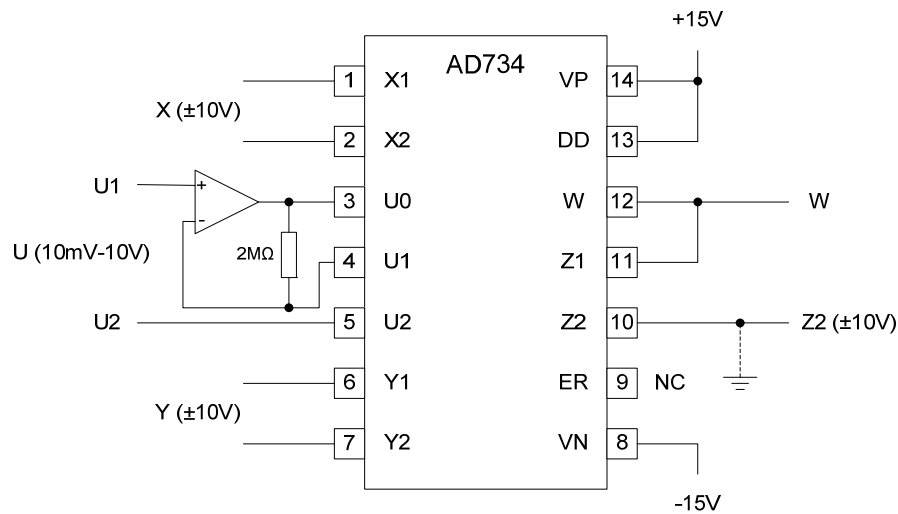 +15V
AD734
1 X1 VP 14
X (±10V)
2 X2 DD 13
U1
+
3 U0 W 12 W
-
U (10mV-10V)
2MΩ
4 U1 Z1 11
U2 5 U2 Z2 10 Z2 (±10V)
6 Y1 ER 9 NC
Y (±10V)
7 Y2 VN 8
-15V